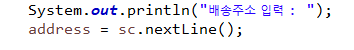 System.out.println("배송주소 입력 : ");
address = sc.nextLine();